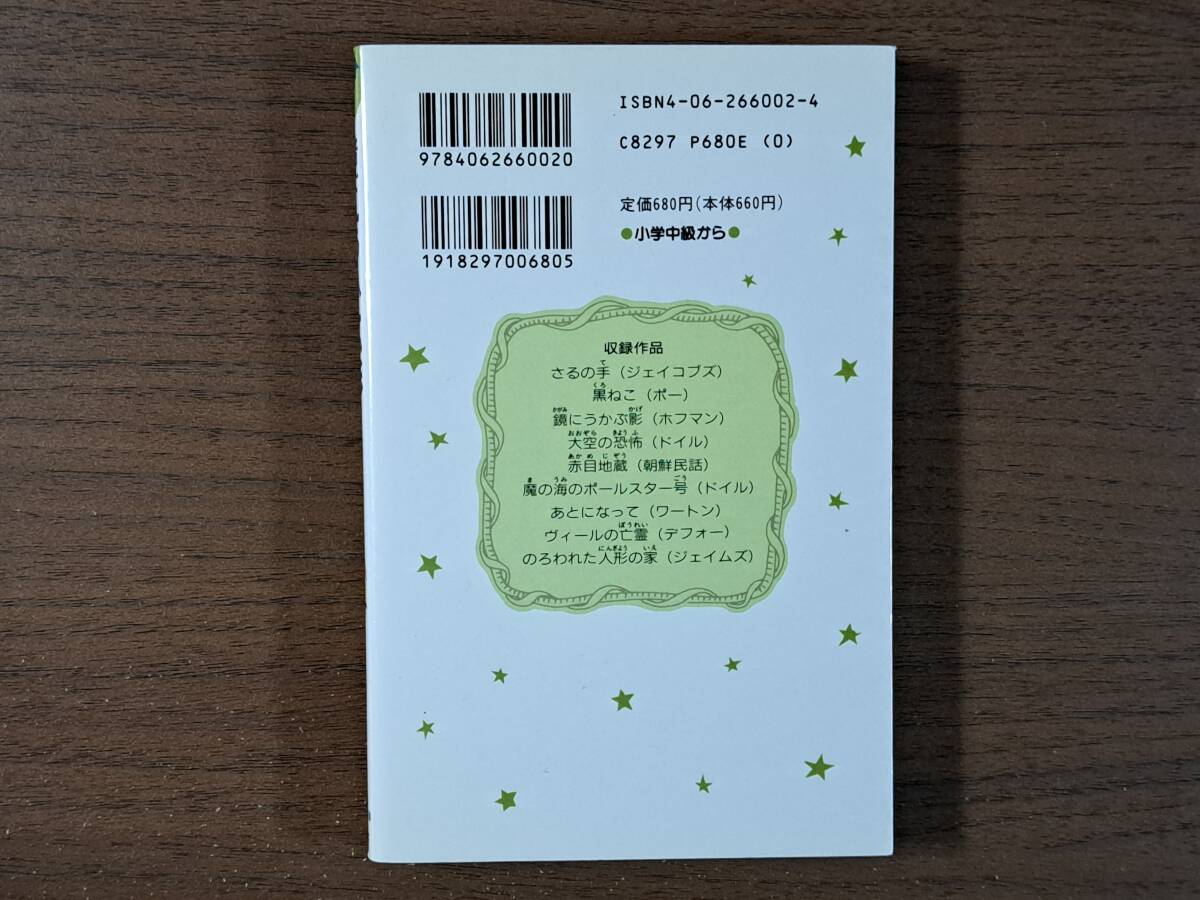 ISBN4-06-266002-4
9784062660020
C8297 P680E (0)
定価680円(本体660円)
1918297006805
●小学中級から●
収録作品
さるの手(ジェイコブズ)
黒ねこ(ポー)
鏡にうかぶ影(ホフマン)
大空の恐怖(ドイル)
赤目地蔵(朝鮮民話)
魔の海のポールスター号(ドイル)
あとになって(ワートン)
ヴィールの亡霊(デフォー)
のろわれた人形の家(ジェイムズ)